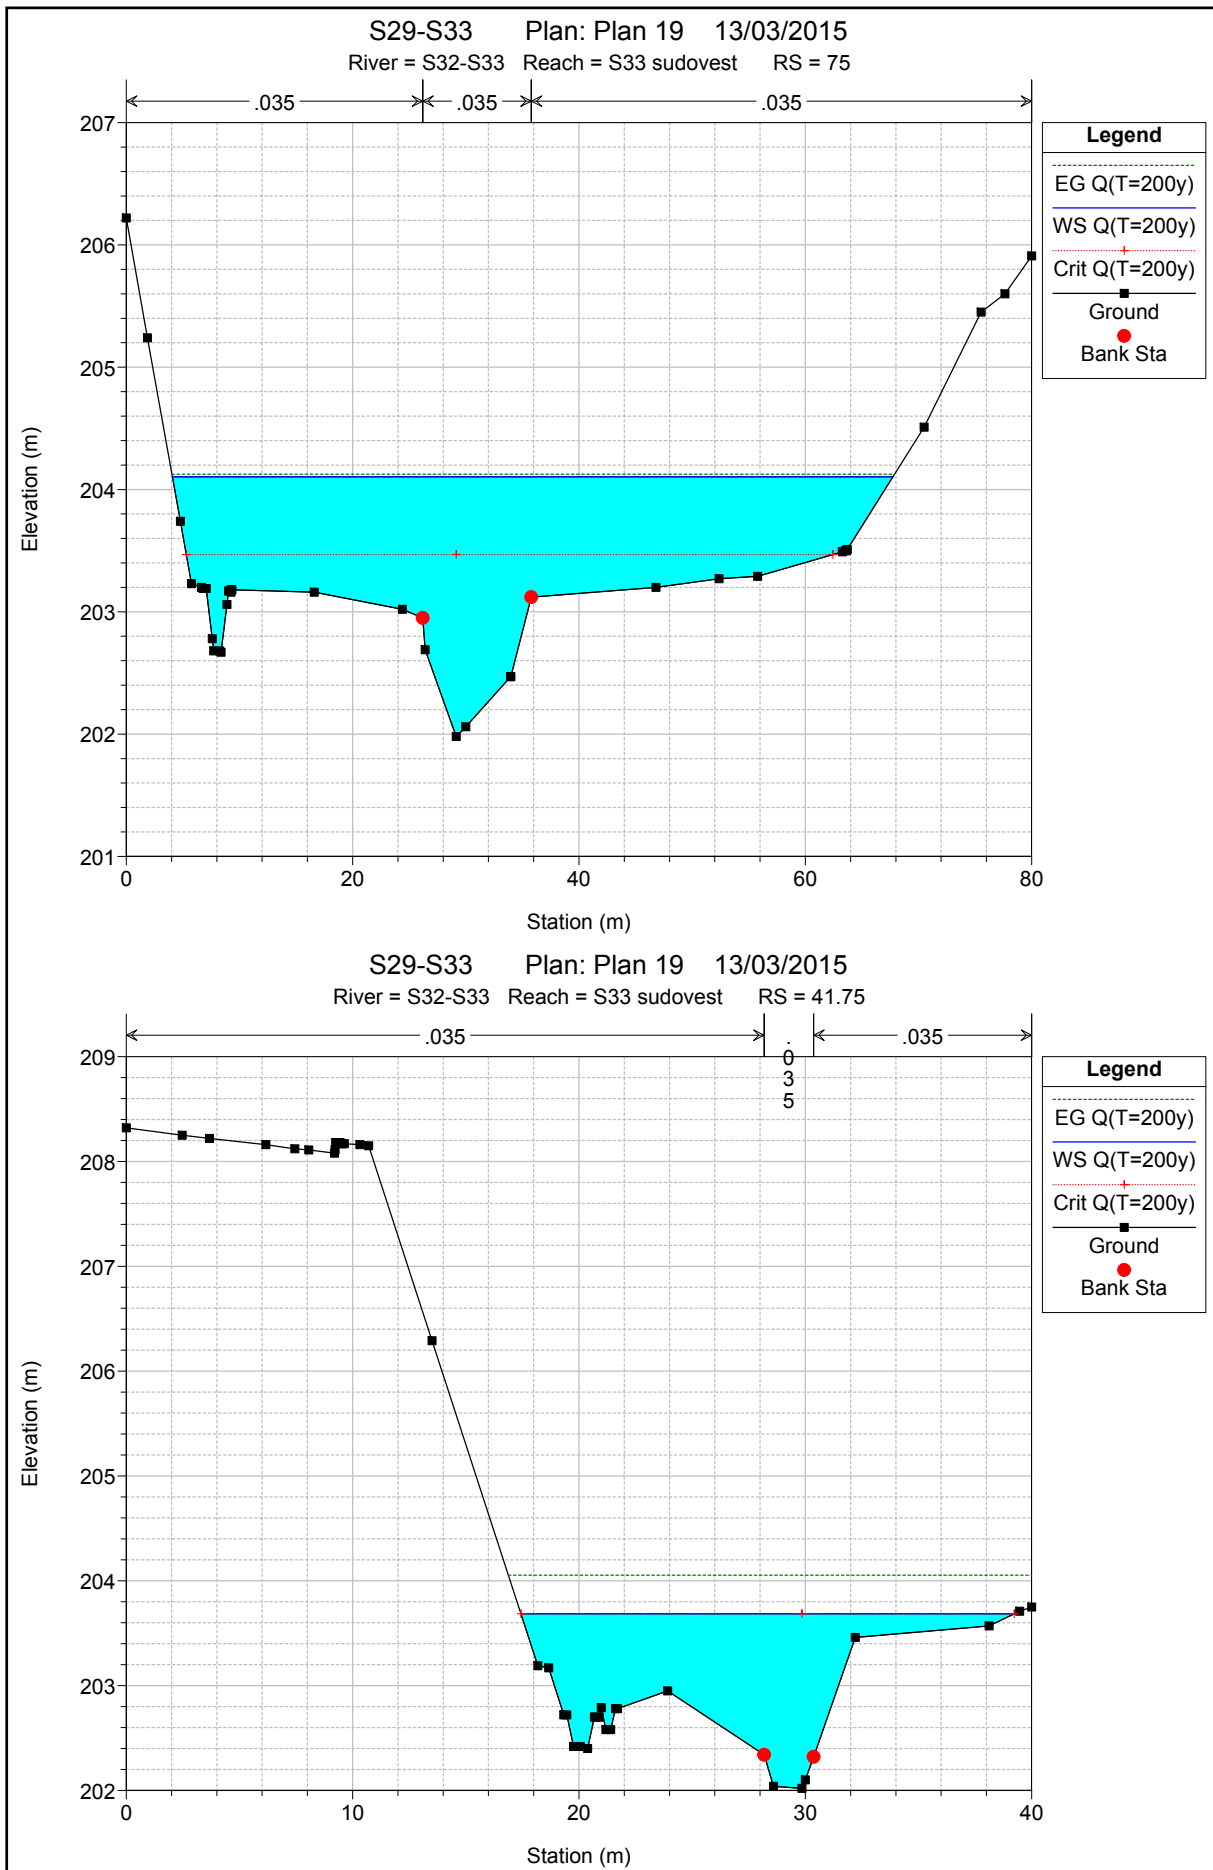 S29-S33 Plan: Plan 19 13/03/2015
River = S32-S33 Reach = S33 sudovest RS = 75
.035 .035 .035
207
206
205
204
203
202
201
0 20 40 60 80
Elevation (m)
Station (m)
Legend
EG Q(T=200y)
WS Q(T=200y)
Crit Q(T=200y)
Ground
Bank Sta
S29-S33 Plan: Plan 19 13/03/2015
River = S32-S33 Reach = S33 sudovest RS = 41.75
.035 .035 .035
209
208
207
206
205
204
203
202
0 10 20 30 40
Elevation (m)
Station (m)
Legend
EG Q(T=200y)
WS Q(T=200y)
Crit Q(T=200y)
Ground
Bank Sta